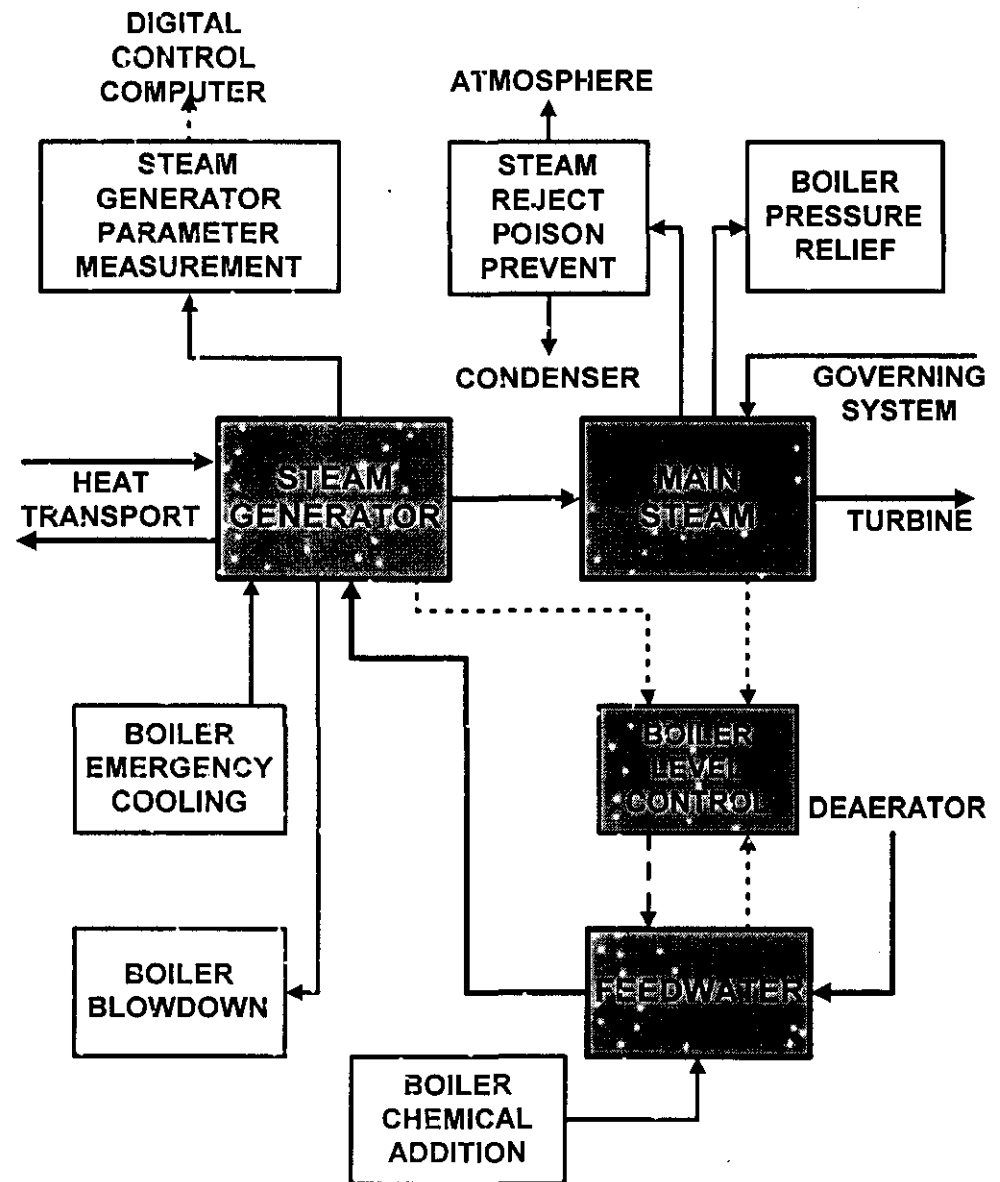 DIGITAL
CONTROL
COMPUTER
ATMOSPHERE
STEAM
GENERATOR
PARAMETER
MEASUREMENT
STEAM
REJECT
POISON
PREVENT
BOILER
PRESSURE
RELIEF
CONDENSER
GOVERNING
SYSTEM
HEAT
TRANSPORT
STEAM
GENERATOR
MAIN
STEAM
TURBINE
BOILER
EMERGENCY
COOLING
BOILER
LEVEL
CONTROL
DEAERATOR
BOILER
BLOWDOWN
FEEDWATER
BOILER
CHEMICAL
ADDITION